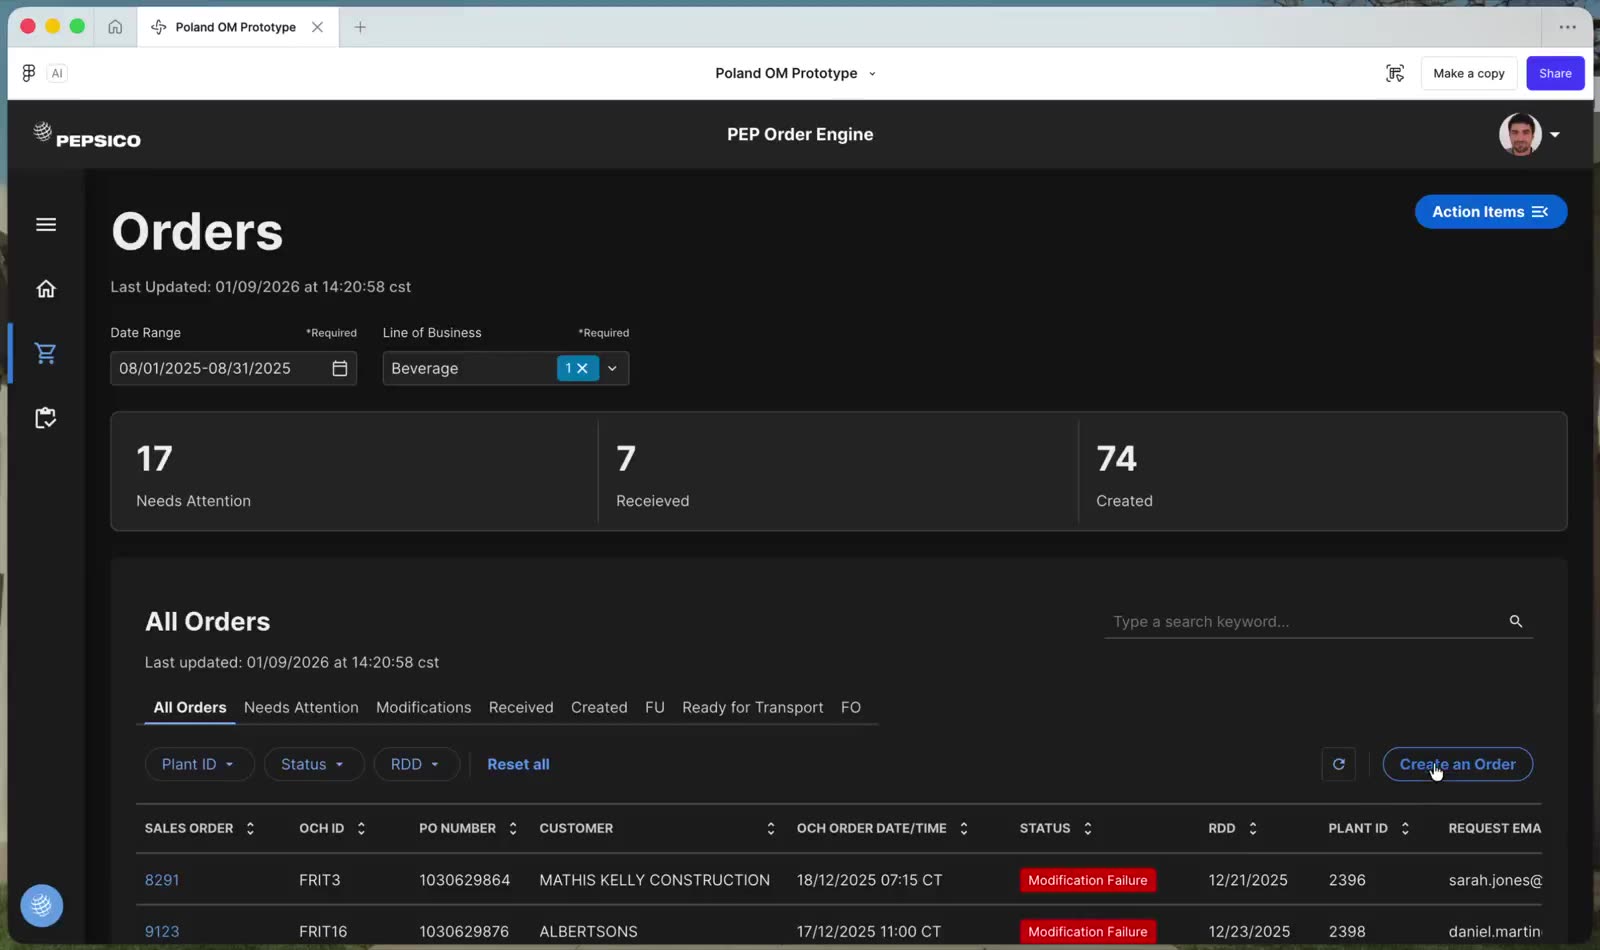 Poland OM Prototype
AI
Poland OM Prototype
Make a copy
Share
PEPSICO
PEP Order Engine
Orders
Action Items
Last Updated: 01/09/2026 at 14:20:58 cst
Date Range *Required
Line of Business *Required
08/01/2025-08/31/2025
Beverage 1
17
Needs Attention
7
Receieved
74
Created
All Orders
Type a search keyword...
Last updated: 01/09/2026 at 14:20:58 cst
All Orders Needs Attention Modifications Received Created FU Ready for Transport FO
Plant ID Status RDD Reset all Create an Order
SALES ORDER OCH ID PO NUMBER CUSTOMER OCH ORDER DATE/TIME STATUS RDD PLANT ID REQUEST EMA
8291 FRIT3 1030629864 MATHIS KELLY CONSTRUCTION 18/12/2025 07:15 CT Modification Failure 12/21/2025 2396 sarah.jones@
9123 FRIT16 1030629876 ALBERTSONS 17/12/2025 11:00 CT Modification Failure 12/23/2025 2398 daniel.martin